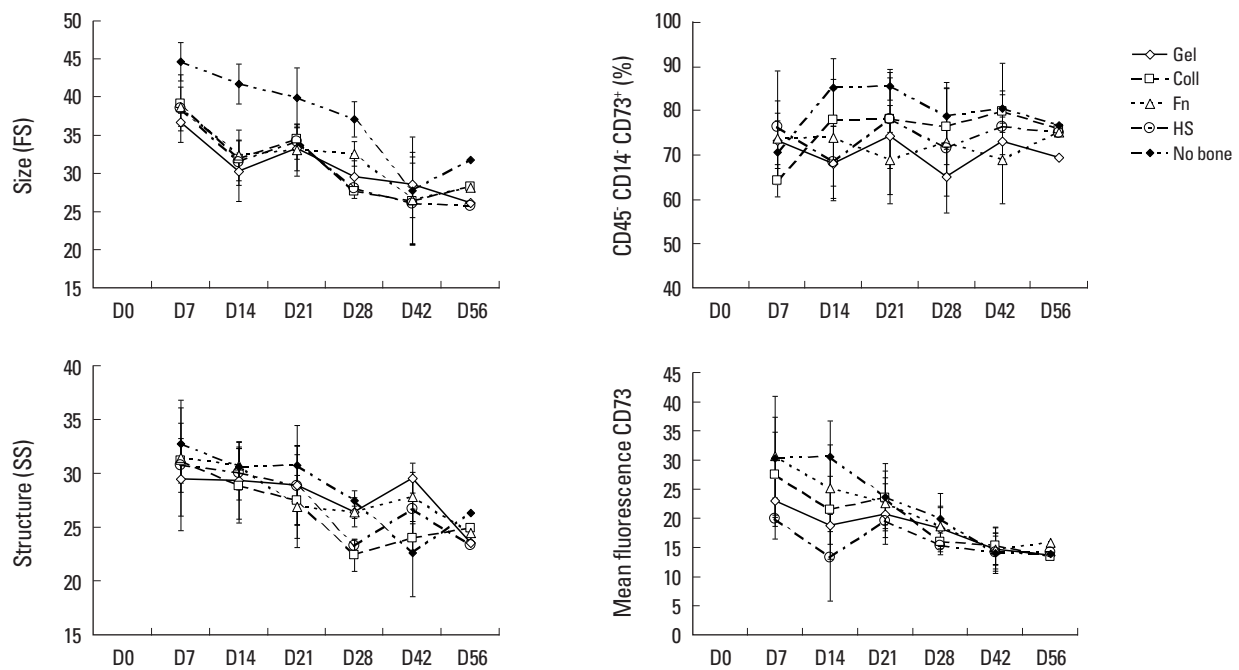 Size (FS)
50
45
40
35
30
25
20
15
D0 D7 D14 D21 D28 D42 D56
CD45⁻ CD14⁻ CD73⁺ (%)
100
90
80
70
60
50
40
D0 D7 D14 D21 D28 D42 D56
Gel
Coll
Fn
HS
No bone
Structure (SS)
40
35
30
25
20
15
D0 D7 D14 D21 D28 D42 D56
Mean fluorescence CD73
45
40
35
30
25
20
15
10
5
0
D0 D7 D14 D21 D28 D42 D56